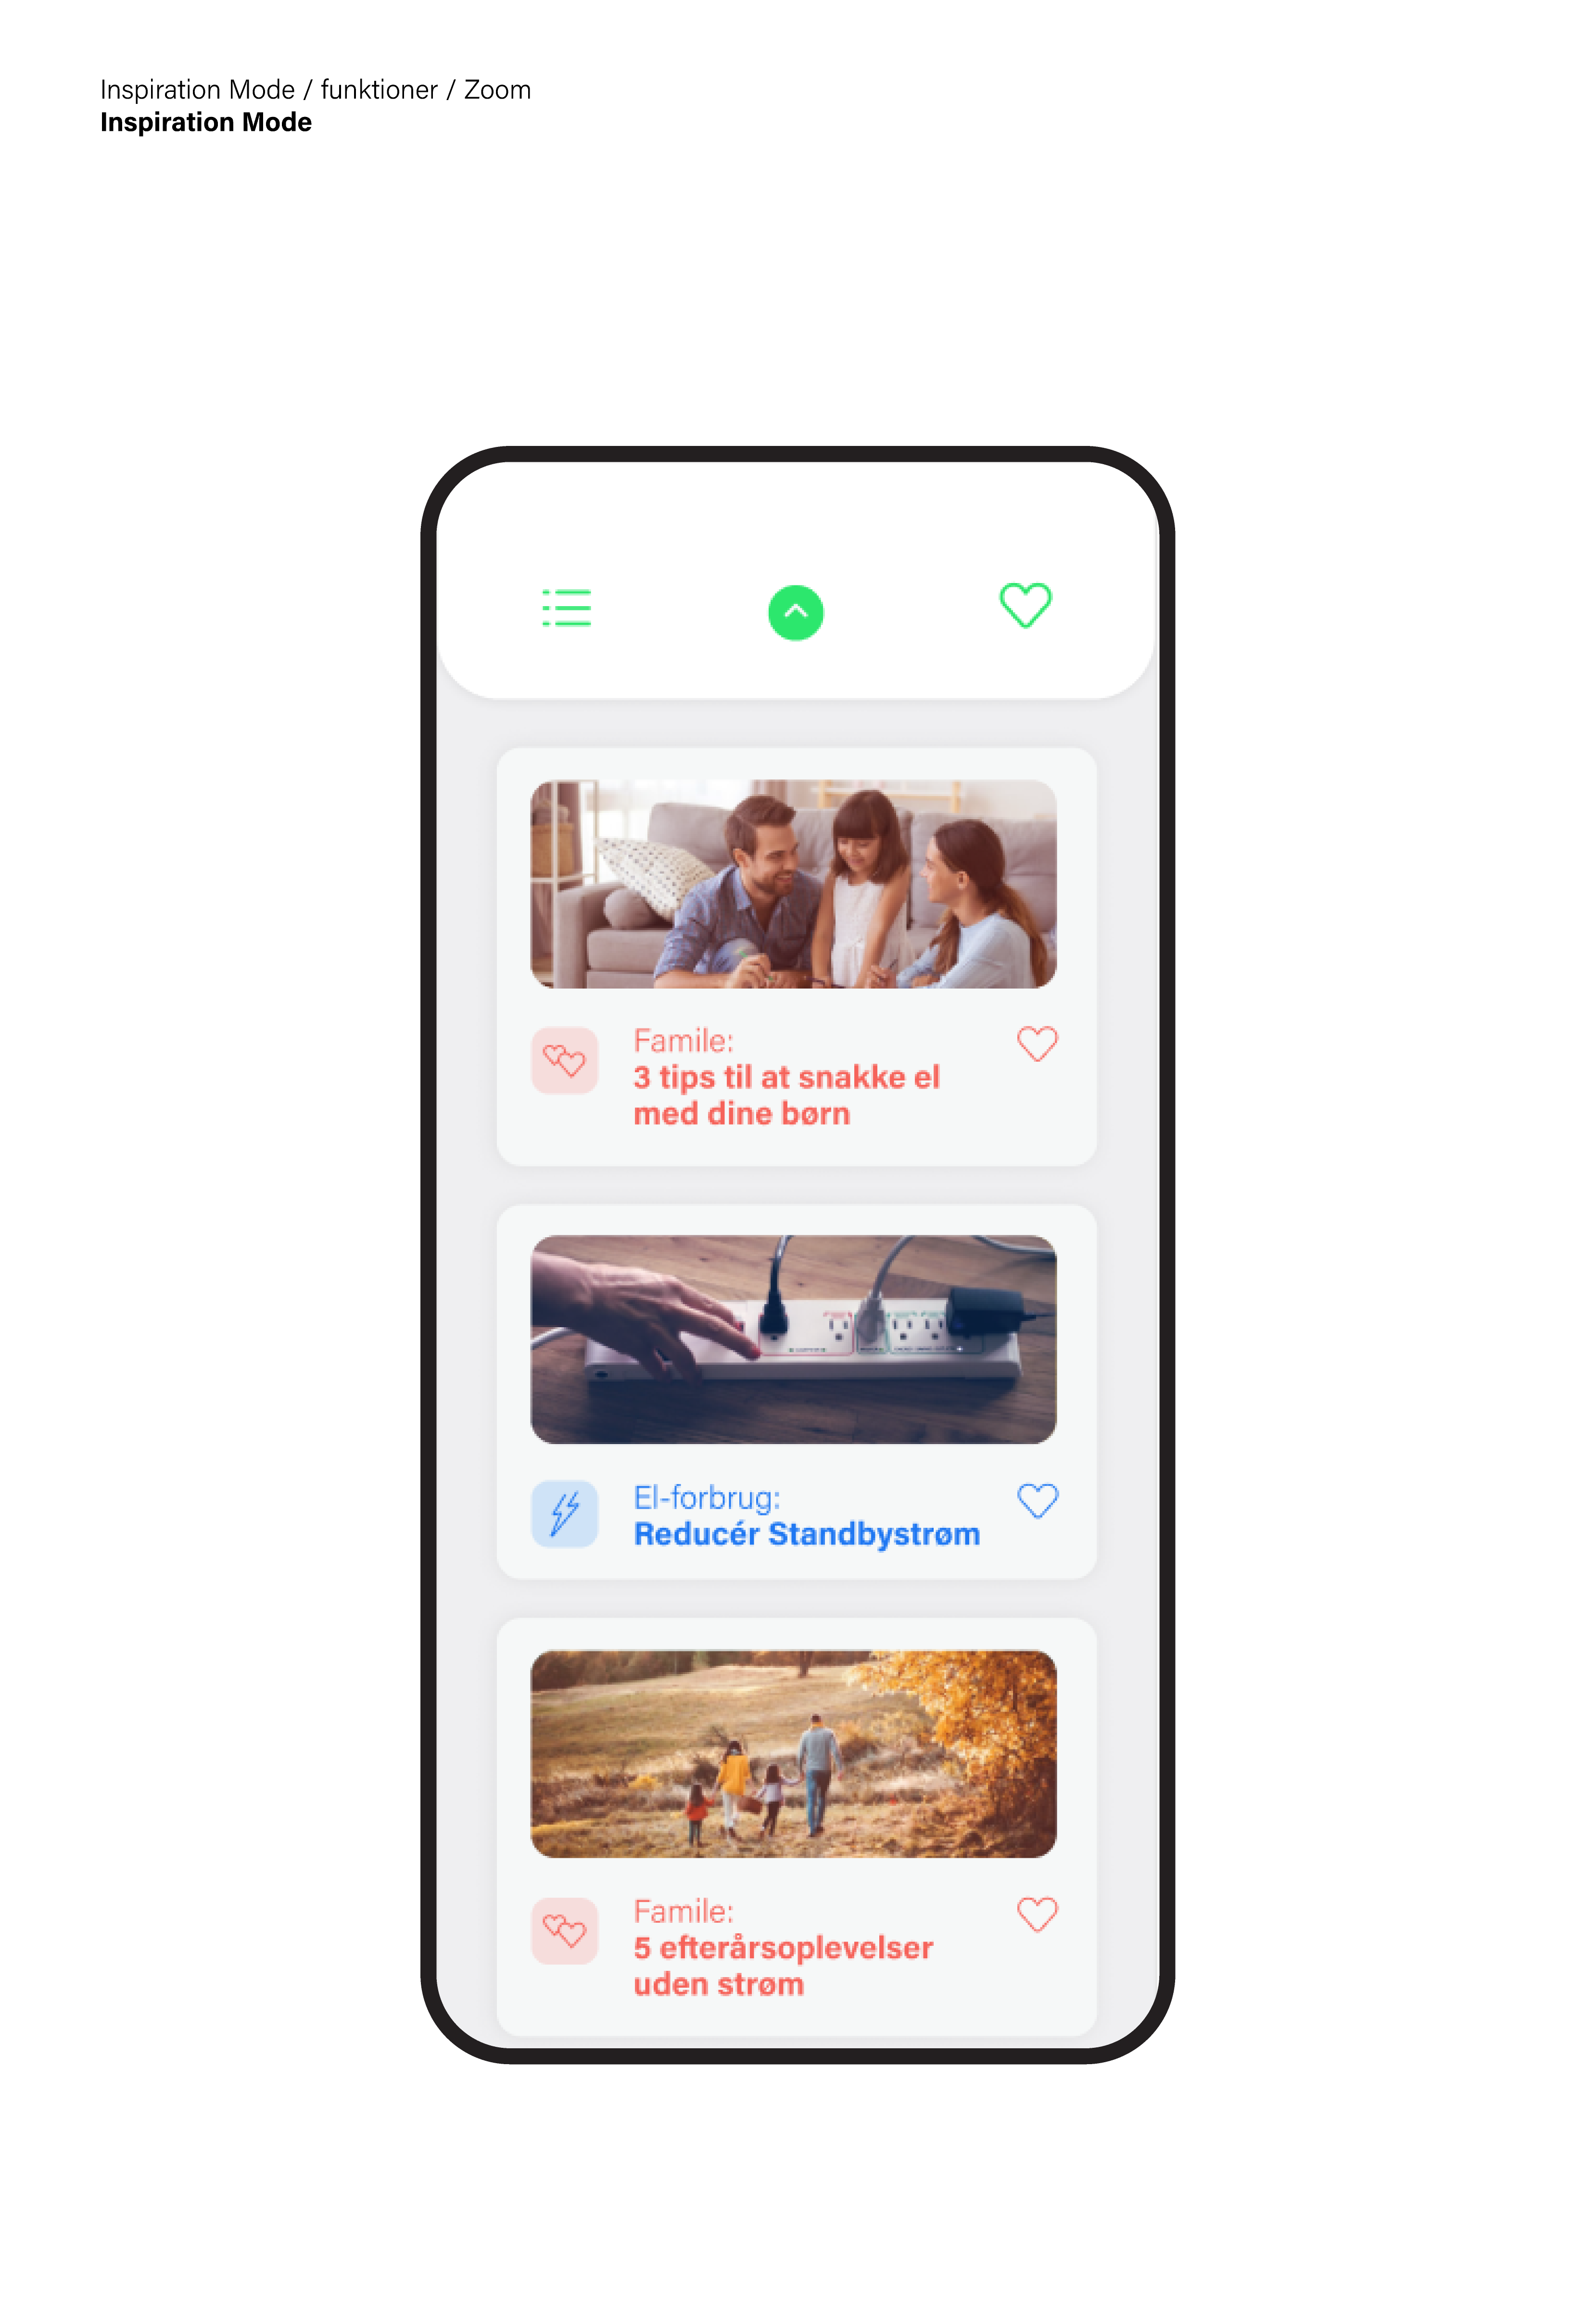 Inspiration Mode / funktioner / Zoom
Inspiration Mode
Famile:
3 tips til at snakke el
med dine børn
El-forbrug:
Reducér Standbystrøm
Famile:
5 efterårsoplevelser
uden strøm